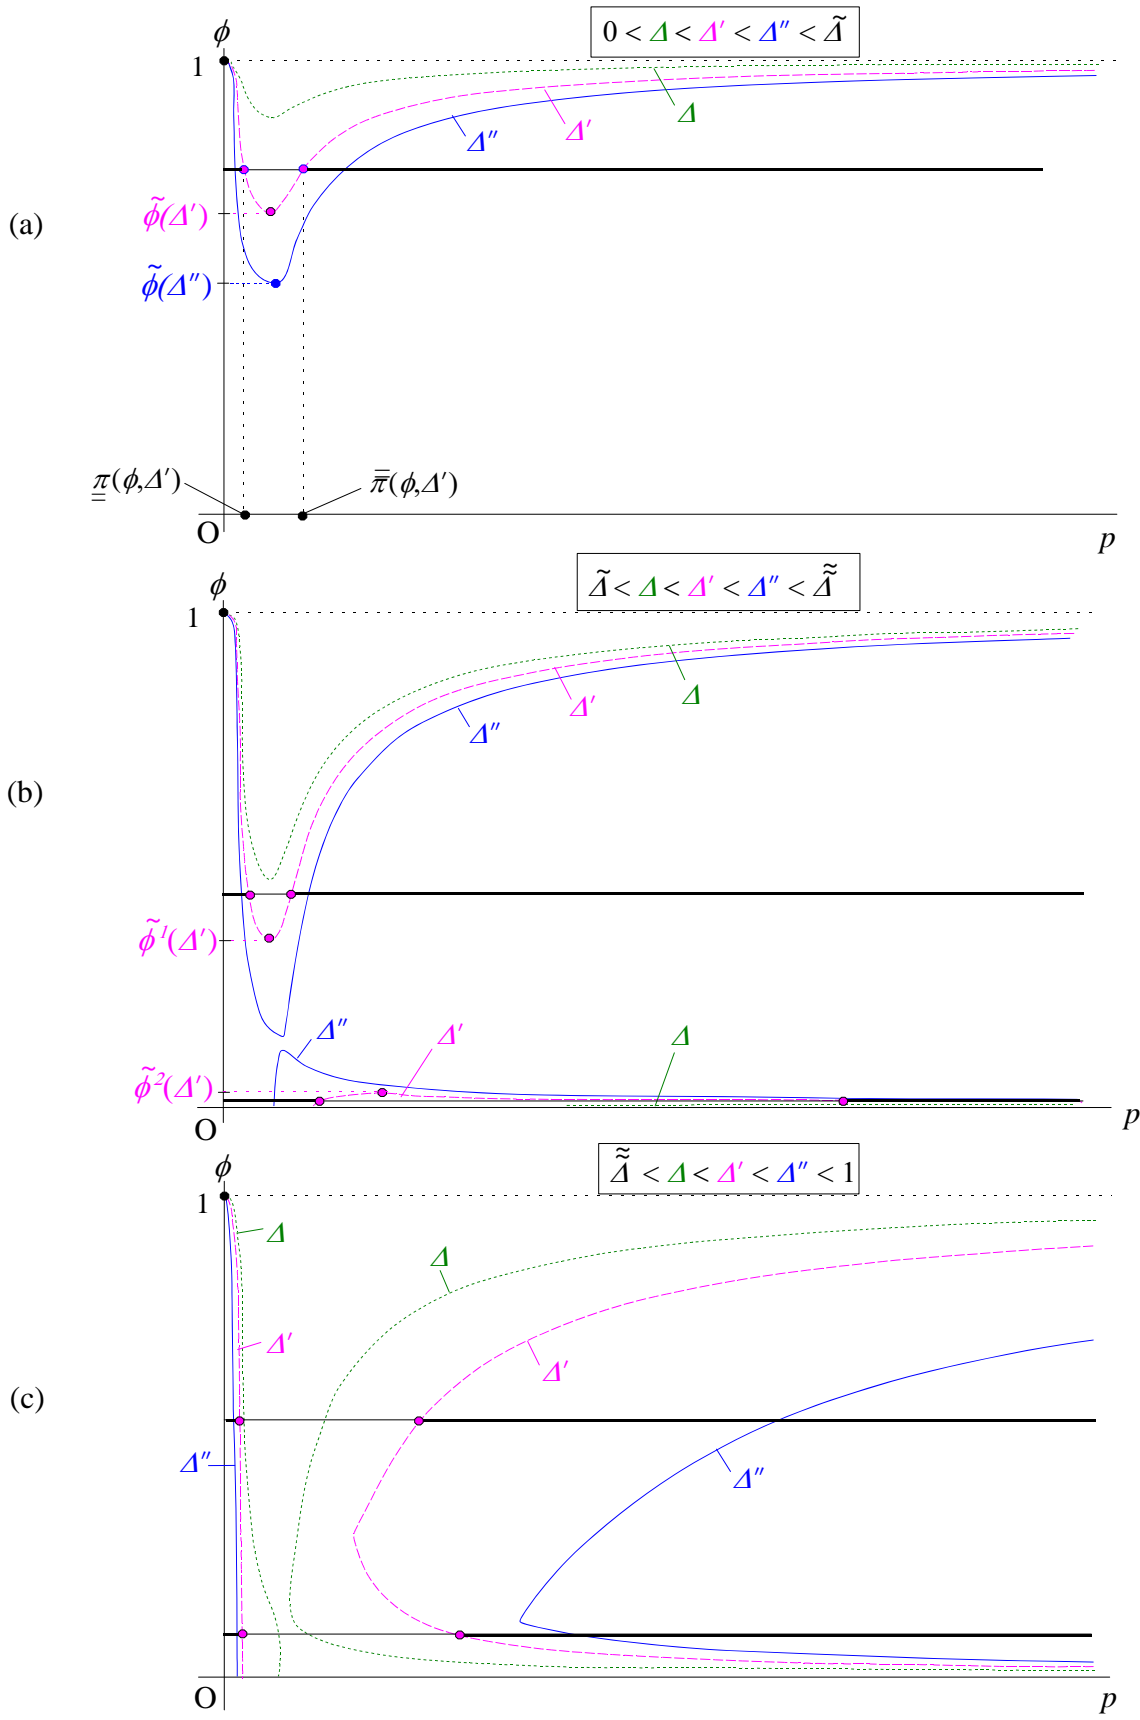 ϕ
0 < Δ < Δ′ < Δ″ < Δ̃
1
Δ
Δ′
Δ″
(a)
ϕ̃(Δ′)
ϕ̃(Δ″)
π̳(ϕ,Δ′)
π̿(ϕ,Δ′)
O
p
ϕ
Δ̃ < Δ < Δ′ < Δ″ < Δ̃̃
1
Δ
Δ′
Δ″
(b)
ϕ̃¹(Δ′)
Δ″
Δ′
Δ
ϕ̃²(Δ′)
O
p
ϕ
Δ̃̃ < Δ < Δ′ < Δ″ < 1
1
Δ
Δ
Δ′
Δ′
(c)
Δ″
Δ″
O
p